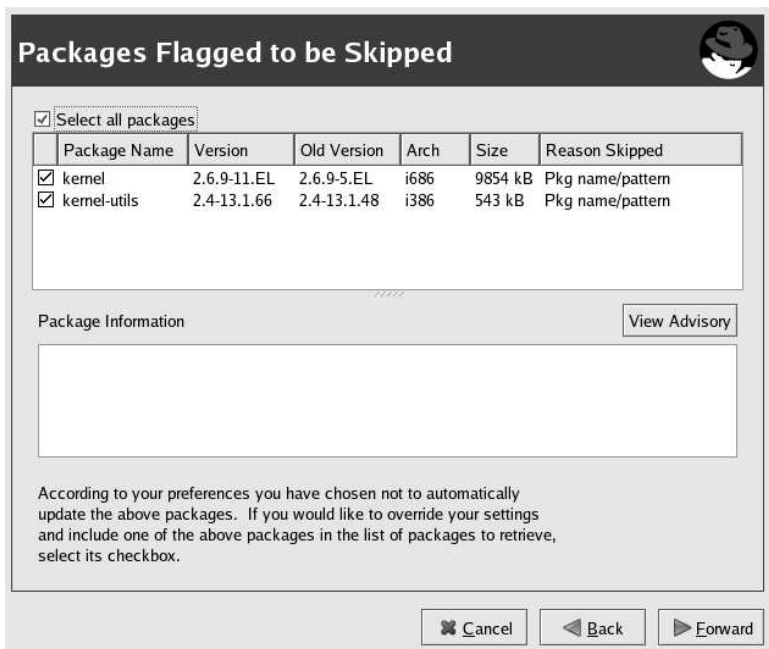 Packages Flagged to be Skipped
Select all packages
Package Name Version Old Version Arch Size Reason Skipped
kernel 2.6.9-11.EL 2.6.9-5.EL i686 9854 kB Pkg name/pattern
kernel-utils 2.4-13.1.66 2.4-13.1.48 i386 543 kB Pkg name/pattern
Package Information View Advisory
According to your preferences you have chosen not to automatically
update the above packages. If you would like to override your settings
and include one of the above packages in the list of packages to retrieve,
select its checkbox.
Cancel Back Forward